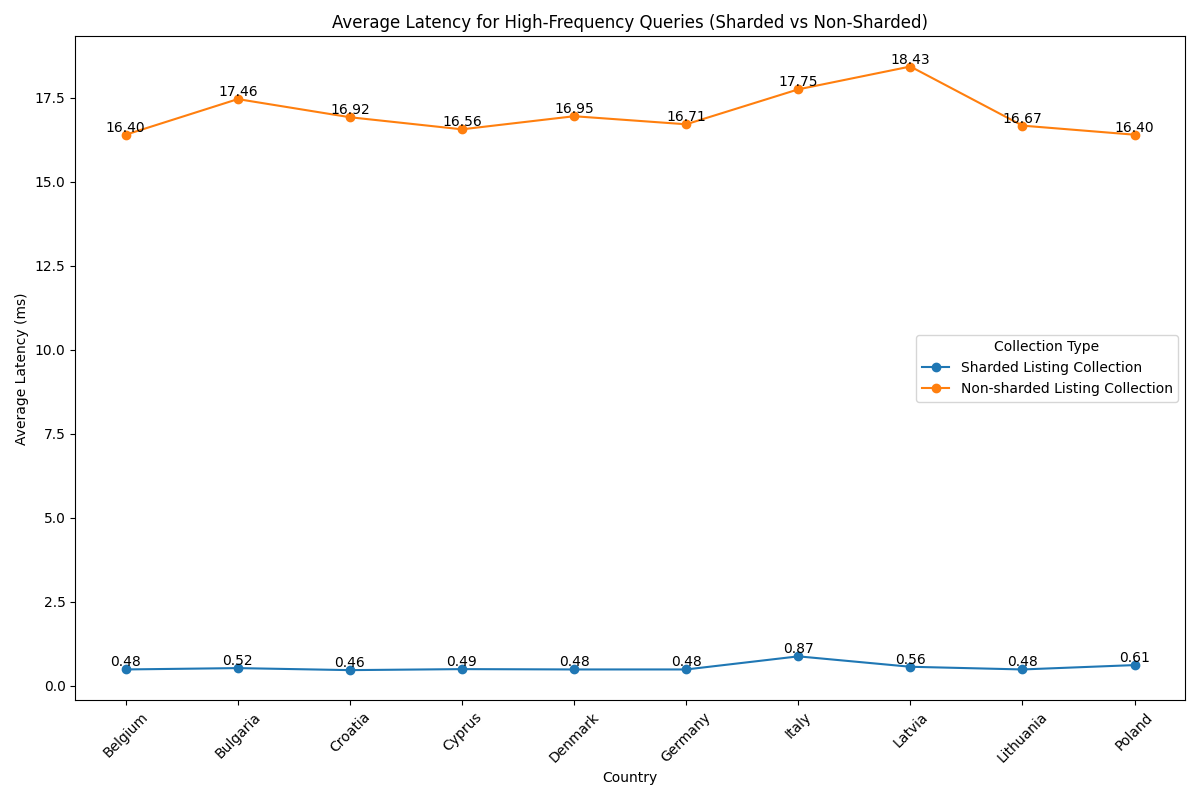 Average Latency for High-Frequency Queries (Sharded vs Non-Sharded)
Average Latency (ms)
17.5
15.0
12.5
10.0
7.5
5.0
2.5
0.0
16.40
17.46
16.92
16.56
16.95
16.71
17.75
18.43
16.67
16.40
Collection Type
Sharded Listing Collection
Non-sharded Listing Collection
0.48
0.52
0.46
0.49
0.48
0.48
0.87
0.56
0.48
0.61
Belgium
Bulgaria
Croatia
Cyprus
Denmark
Germany
Italy
Latvia
Lithuania
Poland
Country